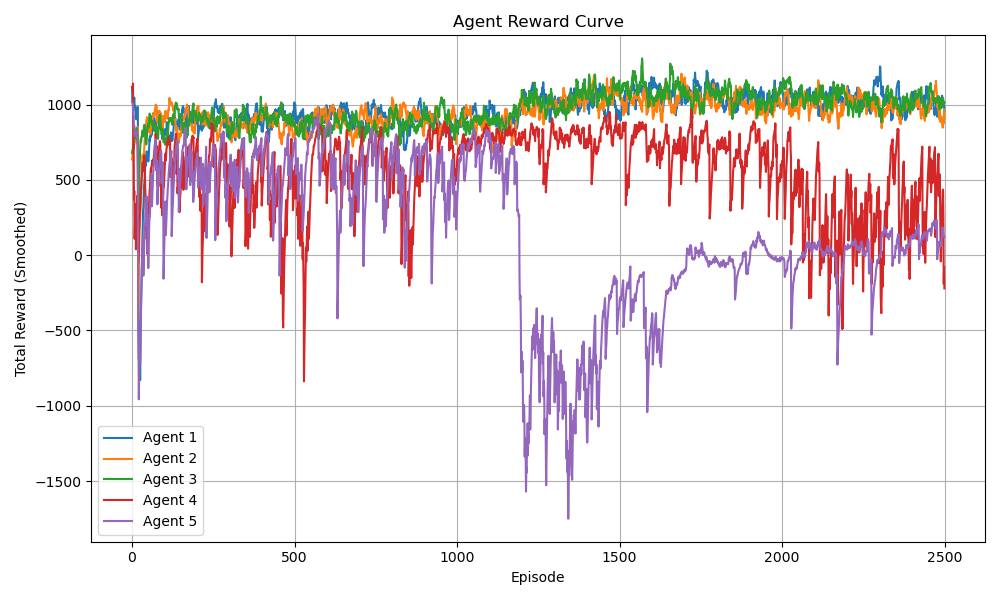 Agent Reward Curve
Total Reward (Smoothed)
1000
500
0
−500
−1000
−1500
Agent 1
Agent 2
Agent 3
Agent 4
Agent 5
0 500 1000 1500 2000 2500
Episode